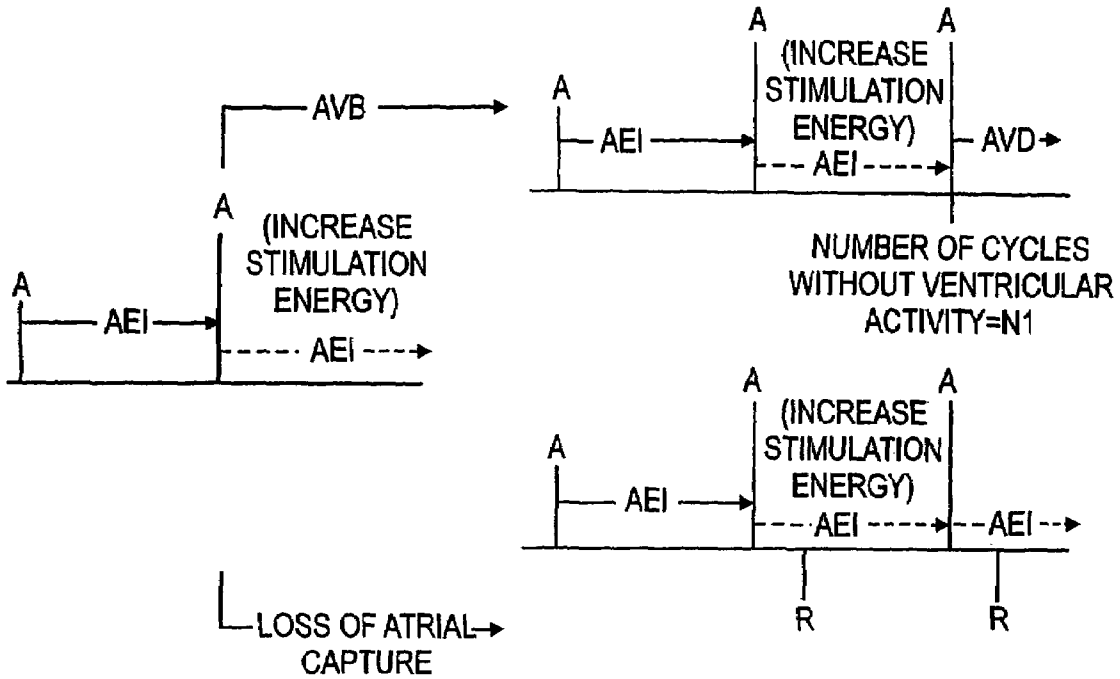 A
AEI
A
(INCREASE
STIMULATION
ENERGY)
AEI
AVB
A
AEI
A
(INCREASE
STIMULATION
ENERGY)
AEI
A
AVD
NUMBER OF CYCLES
WITHOUT VENTRICULAR
ACTIVITY=N1
LOSS OF ATRIAL
CAPTURE
A
AEI
A
(INCREASE
STIMULATION
ENERGY)
AEI
A
AEI
R
R